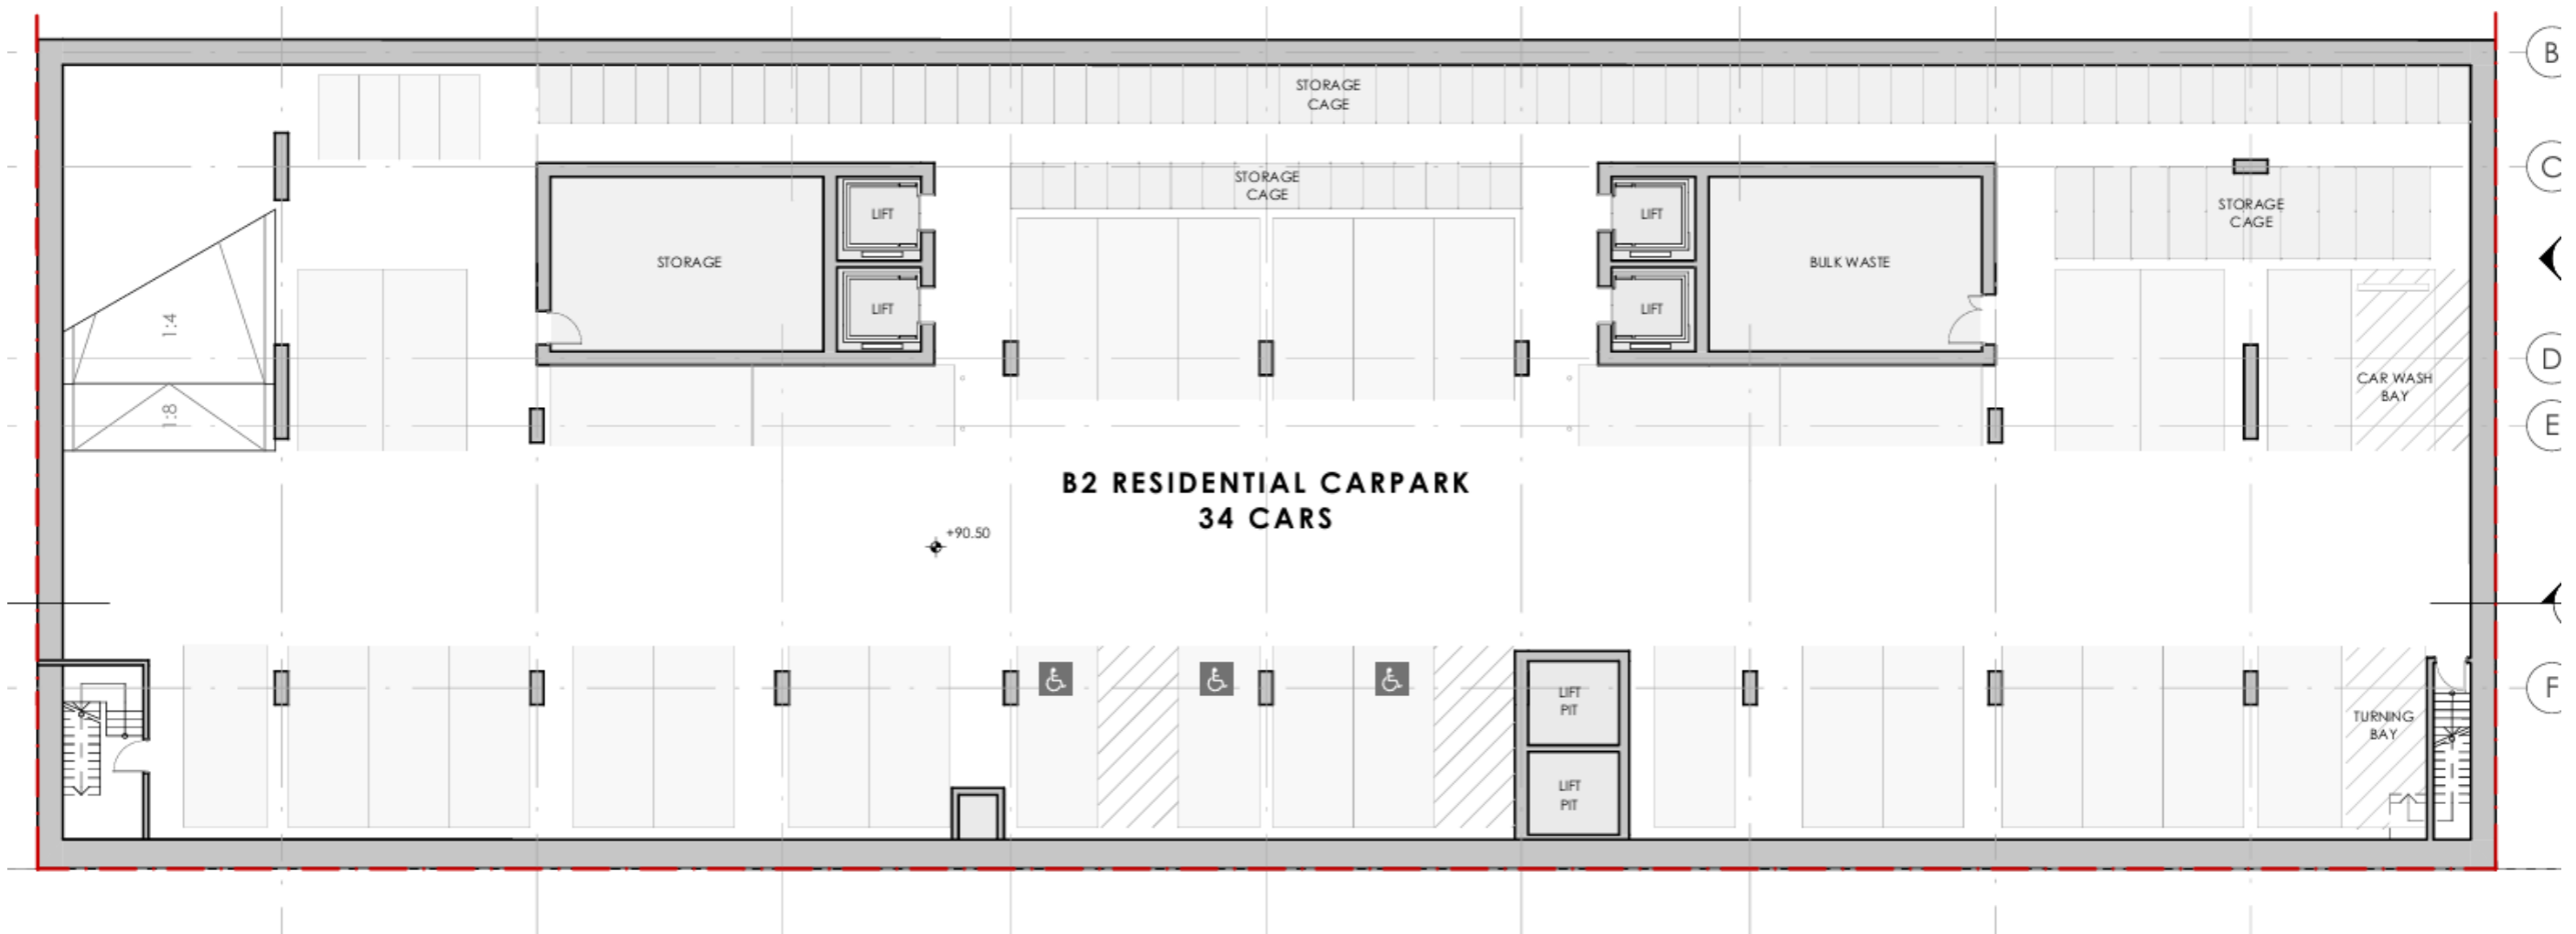 B
STORAGE
CAGE
C
STORAGE
CAGE
LIFT
LIFT
STORAGE
CAGE
STORAGE
BULK WASTE
LIFT
LIFT
1:4
D
CAR WASH
BAY
1:8
E
B2 RESIDENTIAL CARPARK
34 CARS
+90.50
F
LIFT
PIT
TURNING
BAY
LIFT
PIT